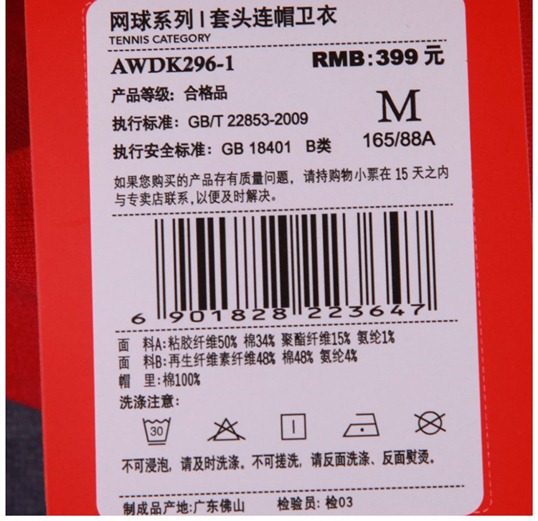 网球系列 | 套头连帽卫衣
TENNIS CATEGORY
AWDK296-1 RMB:399 元
产品等级: 合格品
M
执行标准: GB/T 22853-2009
165/88A
执行安全标准: GB 18401 B类
如果您购买的产品存有质量问题, 请持购物小票在 15 天之内
与专卖店联系,以便及时解决。
6 901828 223647
面 料A:粘胶纤维50% 棉34% 聚酯纤维15% 氨纶1%
面 料B:再生纤维素纤维48% 棉48% 氨纶4%
帽 里:棉100%
洗涤注意:
30
不可浸泡, 请及时洗涤。不可搓洗, 请反面洗涤、反面熨烫。
制成品产地:广东佛山 检验员: 检03